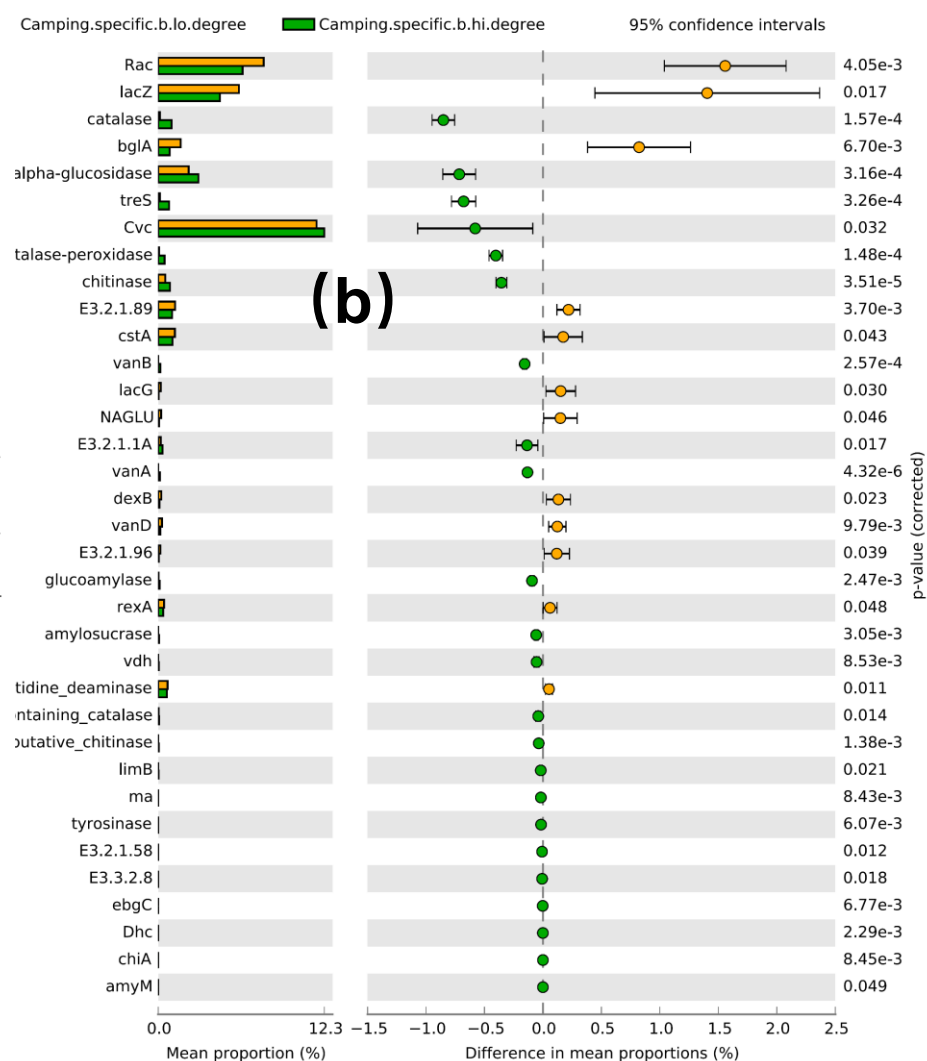 Camping.specific.b.lo.degree Camping.specific.b.hi.degree 95% confidence intervals
Rac 4.05e-3
lacZ 0.017
catalase 1.57e-4
bglA 6.70e-3
alpha-glucosidase 3.16e-4
treS 3.26e-4
Cvc 0.032
talase-peroxidase 1.48e-4
chitinase 3.51e-5
(b)
E3.2.1.89 3.70e-3
cstA 0.043
vanB 2.57e-4
lacG 0.030
NAGLU 0.046
E3.2.1.1A 0.017
vanA 4.32e-6
dexB 0.023
vanD 9.79e-3
E3.2.1.96 0.039
glucoamylase 2.47e-3
rexA 0.048
amylosucrase 3.05e-3
vdh 8.53e-3
tidine_deaminase 0.011
ntaining_catalase 0.014
putative_chitinase 1.38e-3
limB 0.021
ma 8.43e-3
tyrosinase 6.07e-3
E3.2.1.58 0.012
E3.3.2.8 0.018
ebgC 6.77e-3
Dhc 2.29e-3
chiA 8.45e-3
amyM 0.049
p-value (corrected)
0.0 12.3 −1.5 −1.0 −0.5 0.0 0.5 1.0 1.5 2.0 2.5
Mean proportion (%) Difference in mean proportions (%)